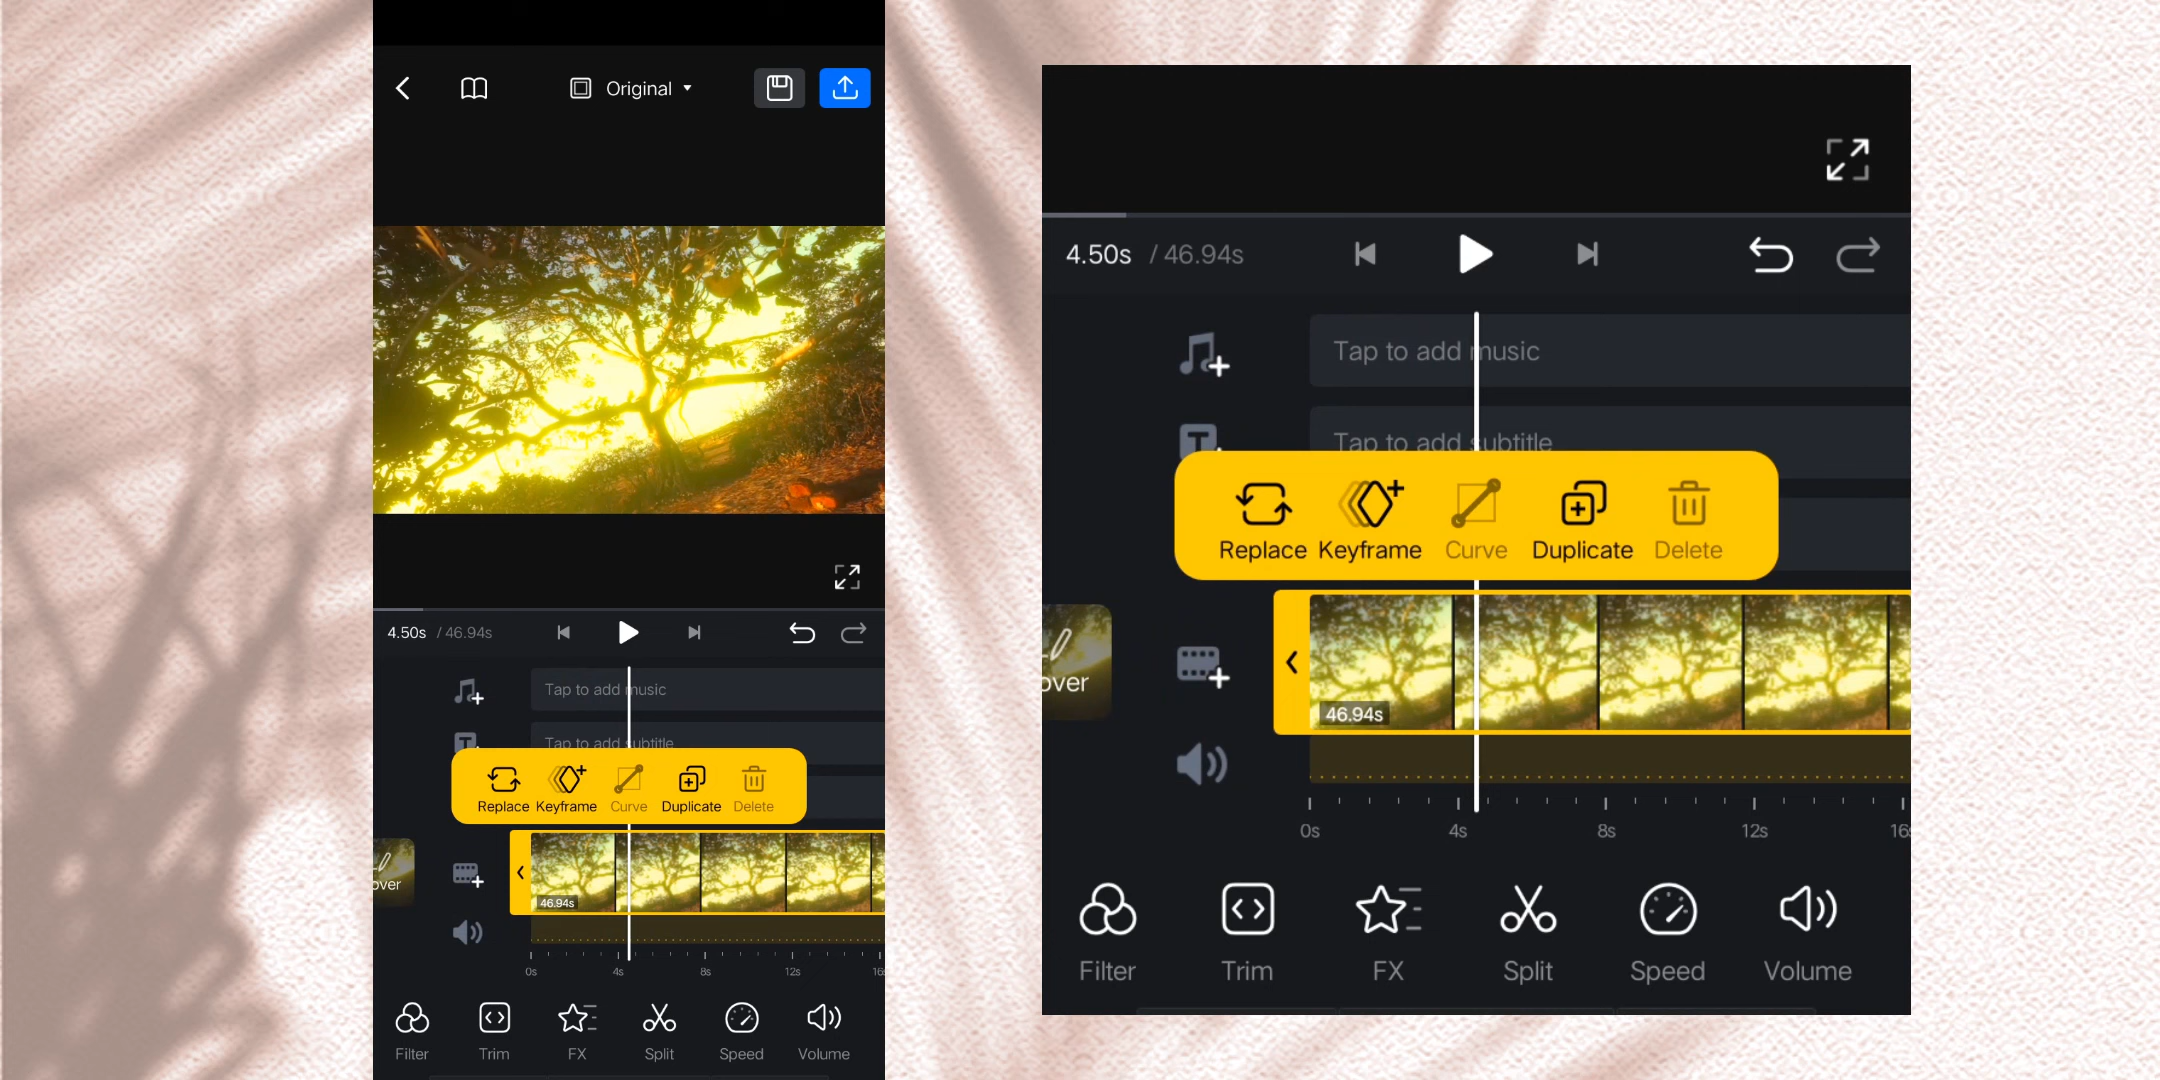 Original
4.50s / 46.94s
Tap to add music
Tap to add subtitle
Replace Keyframe Curve Duplicate Delete
over
46.94s
0s 4s 8s 12s 16s
Filter Trim FX Split Speed Volume
4.50s / 46.94s
Tap to add music
Tap to add subtitle
Replace Keyframe Curve Duplicate Delete
over
46.94s
0s 4s 8s 12s 16s
Filter Trim FX Split Speed Volume